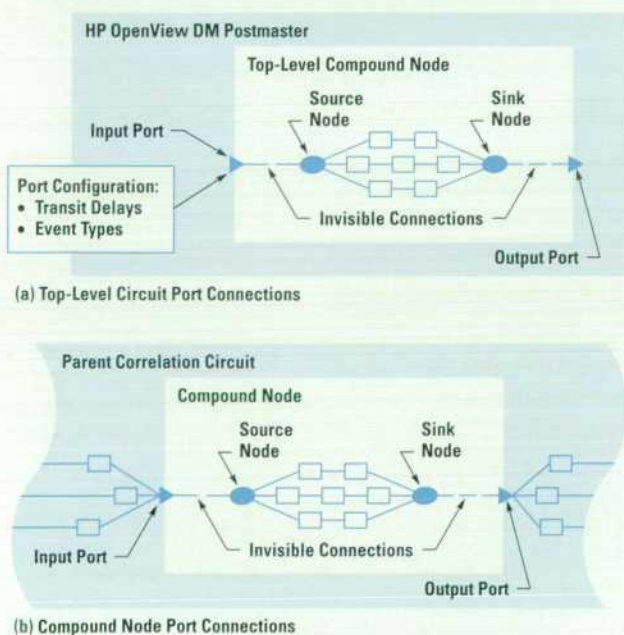 HP OpenView DM Postmaster
Top-Level Compound Node
Source
Node
Sink
Node
Input Port
Port Configuration:
• Transit Delays
• Event Types
Invisible Connections
Output Port
(a) Top-Level Circuit Port Connections
Parent Correlation Circuit
Compound Node
Source
Node
Sink
Node
Input Port
Invisible Connections
Output Port
(b) Compound Node Port Connections